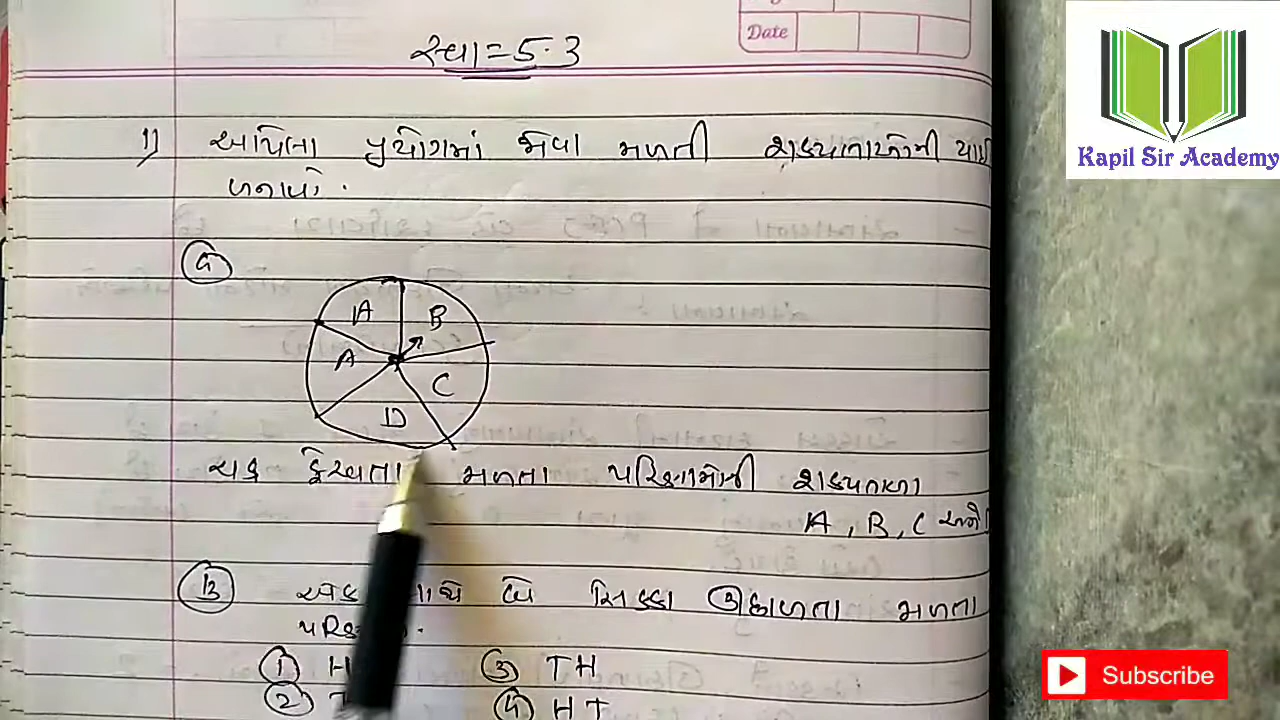 Date
સ્વા = 5.3
1) આપેલા પ્રયોગમાં જોવા મળતી શક્યતાઓની યાદી
બનાવો.
A
B
A
C
D
ચક્ર ફેરવતા મળતા પરિણામોની શક્યતા
A, B, C અને
B એક બે સિક્કા ઉછાળતા મળતા
① H ③ TH
② T ④ HT
Kapil Sir Academy
Subscribe